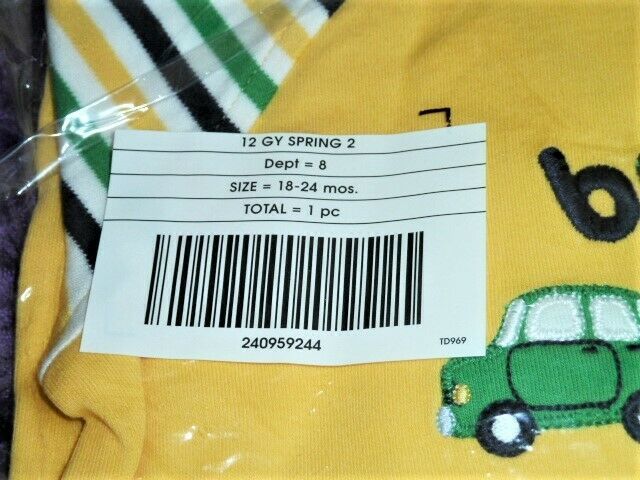 12 GY SPRING 2
Dept = 8
SIZE = 18-24 mos.
TOTAL = 1 pc
240959244
TD969